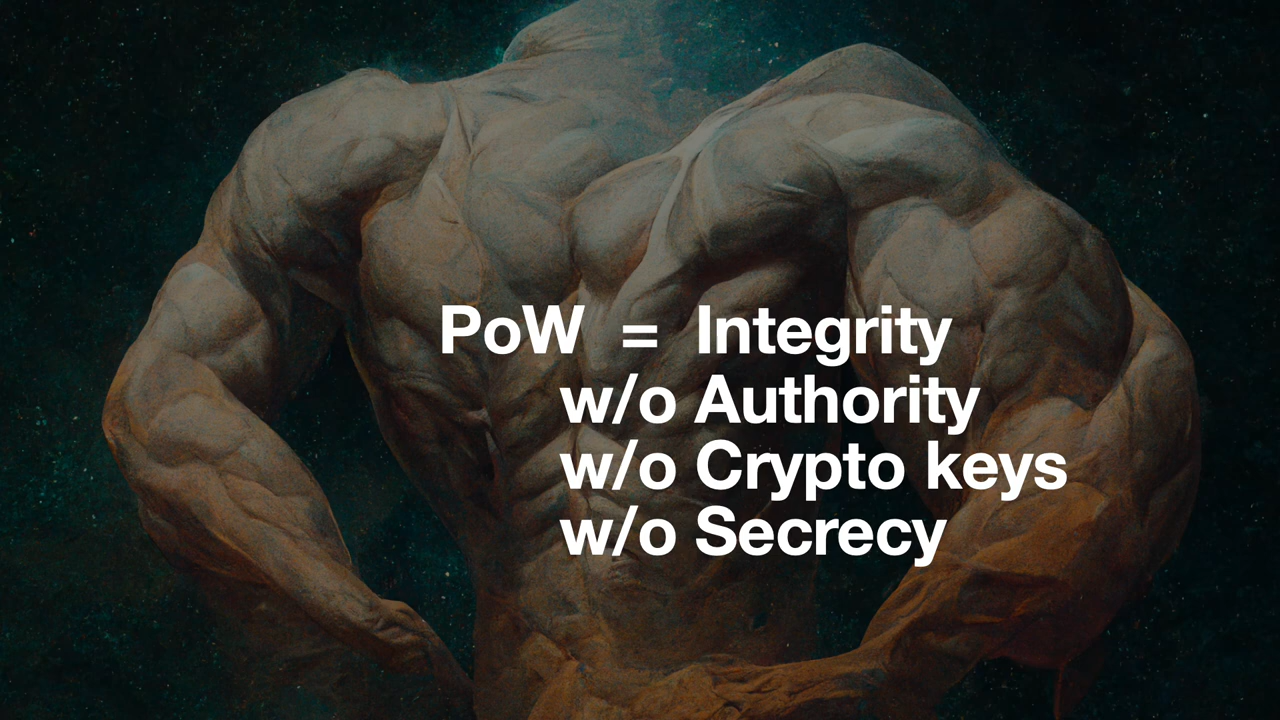 PoW = Integrity
w/o Authority
w/o Crypto keys
w/o Secrecy